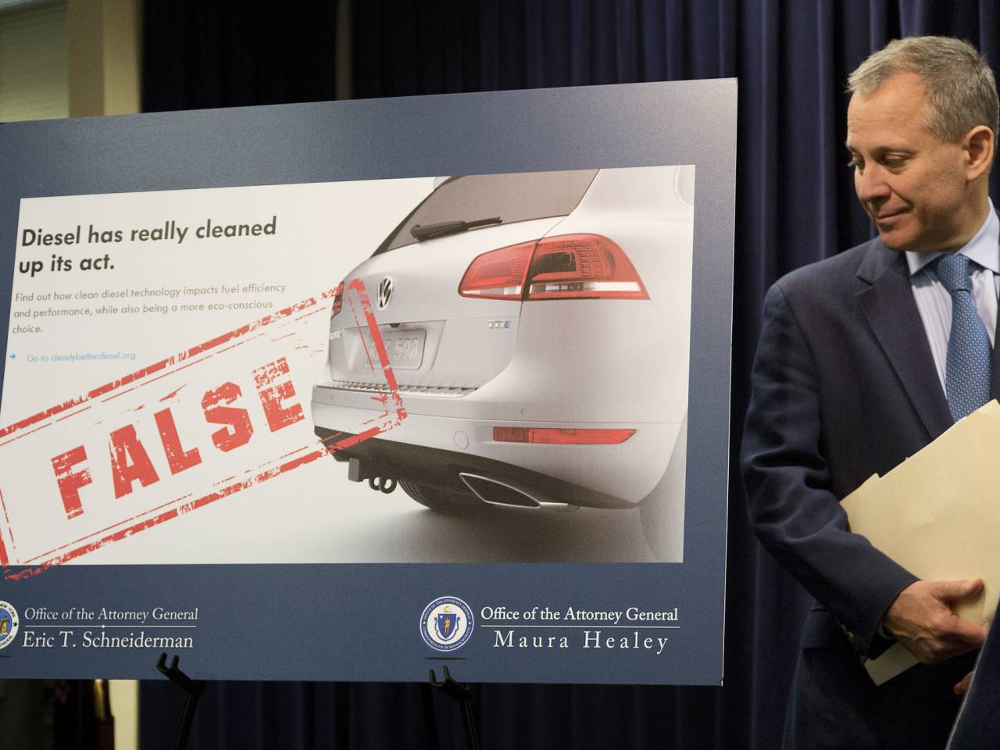 Diesel has really cleaned
up its act.
Find out how clean diesel technology impacts fuel efficiency
and performance, while also being a more eco-conscious
choice.
Go to clearlybetterdiesel.org
FALSE
Office of the Attorney General
Eric T. Schneiderman
Office of the Attorney General
Maura Healey